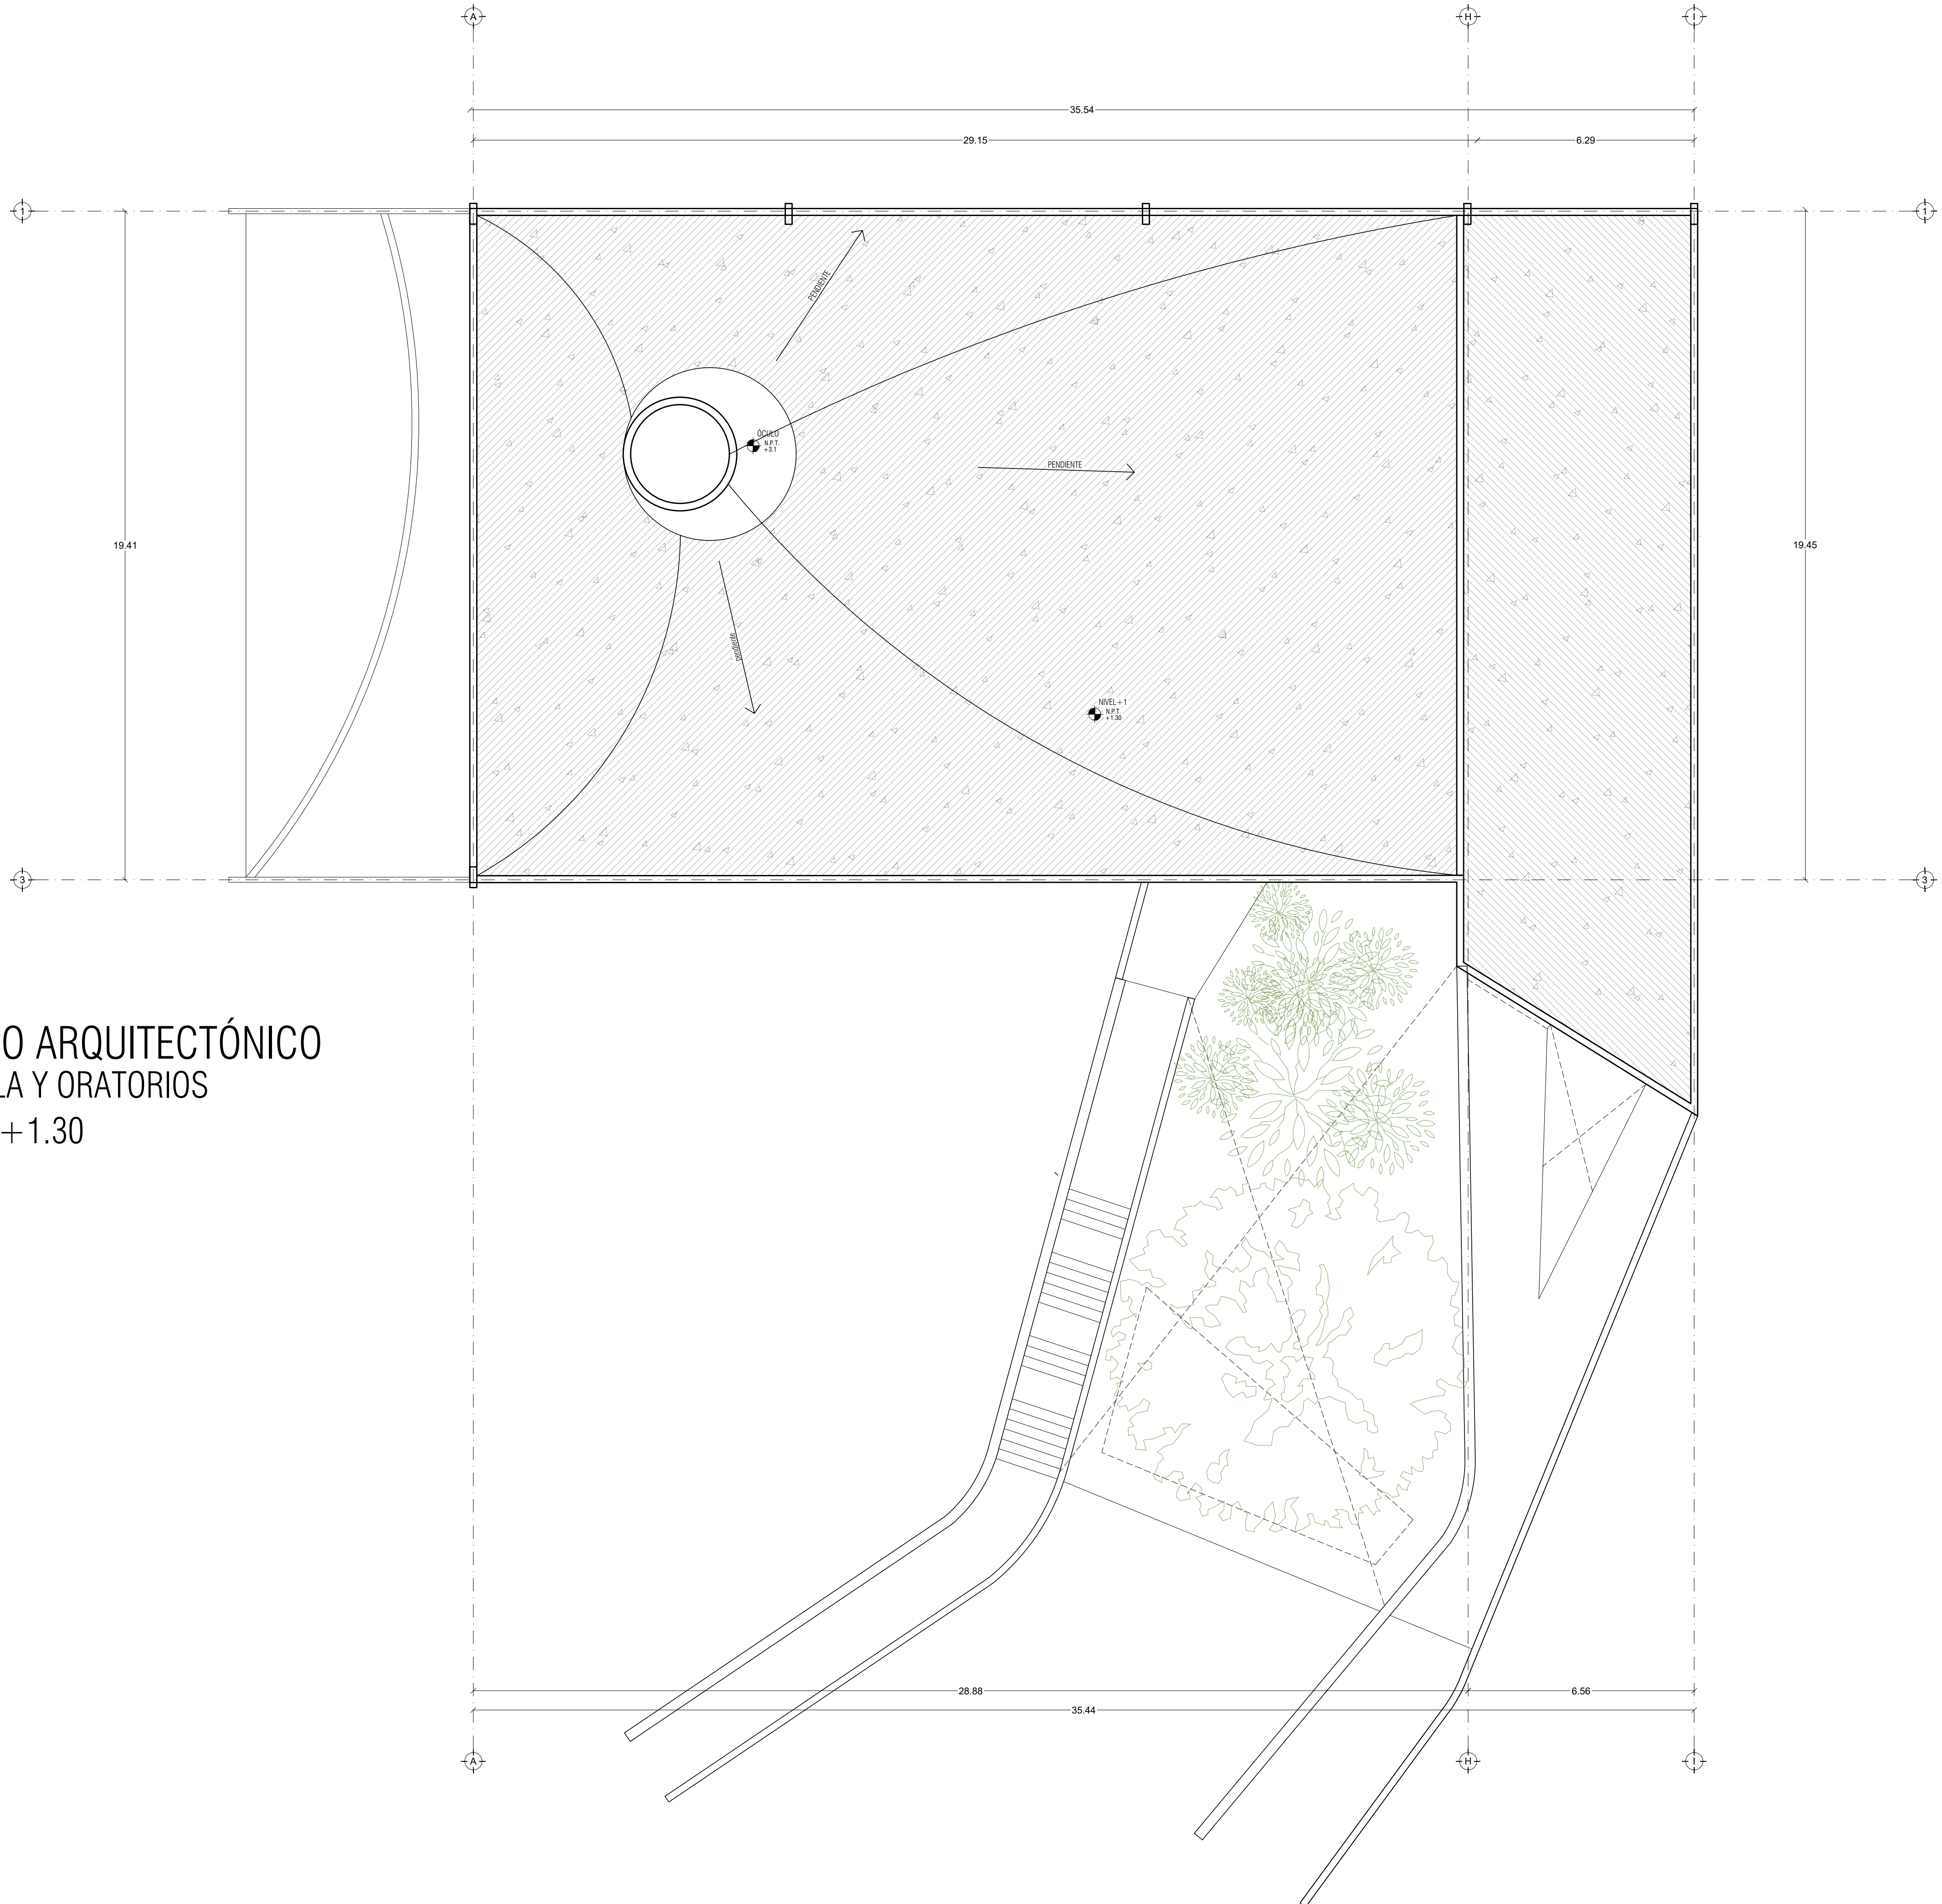 A
H
I
35.54
29.15
6.29
1
1
PENDIENTE
ÓCULO
N.P.T.
+3.1
PENDIENTE
19.41
19.45
pendiente
NIVEL+1
N.P.T.
+1.30
3
3
O ARQUITECTÓNICO
LA Y ORATORIOS
+1.30
28.88
6.56
35.44
A
H
I